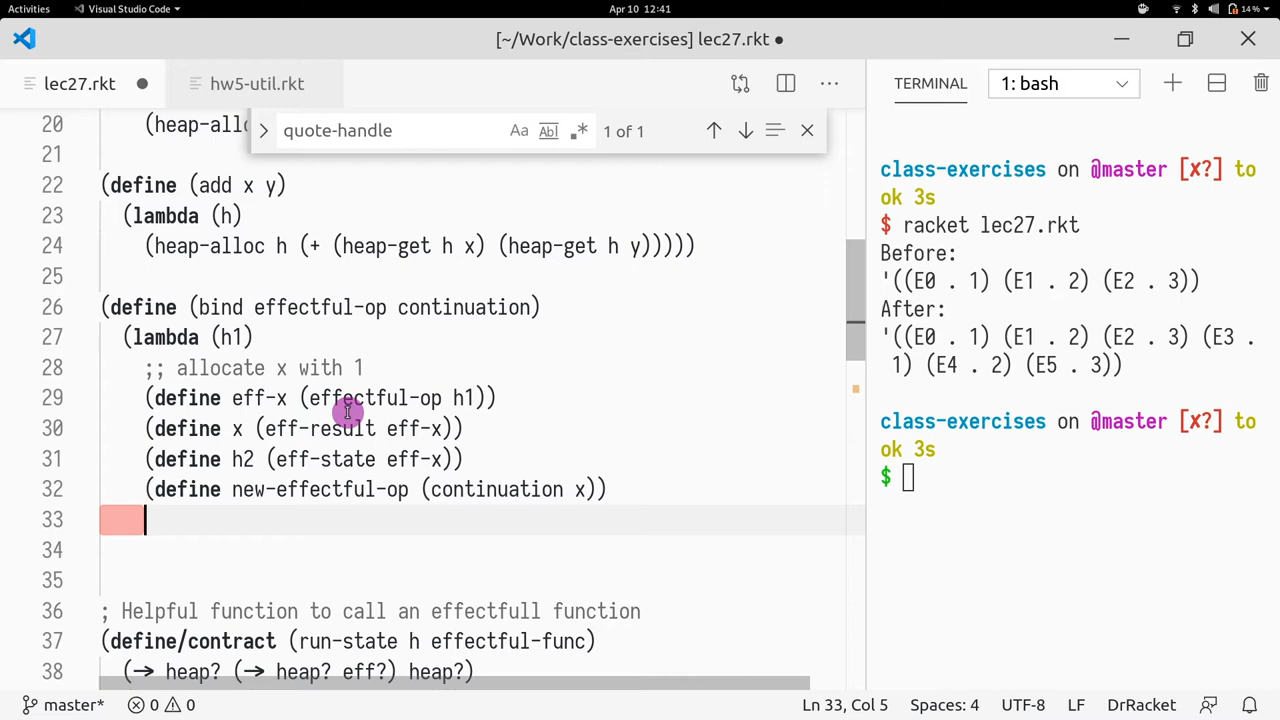 Activities Visual Studio Code Apr 10 12:41 14%
[~/Work/class-exercises] lec27.rkt ●
lec27.rkt ● hw5-util.rkt ···
quote-handle Aa Abl .* 1 of 1
20 (heap-allo
21
22 (define (add x y)
23 (lambda (h)
24 (heap-alloc h (+ (heap-get h x) (heap-get h y)))))
25
26 (define (bind effectful-op continuation)
27 (lambda (h1)
28 ;; allocate x with 1
29 (define eff-x (effectful-op h1))
30 (define x (eff-result eff-x))
31 (define h2 (eff-state eff-x))
32 (define new-effectful-op (continuation x))
33
34
35
36 ; Helpful function to call an effectfull function
37 (define/contract (run-state h effectful-func)
38 (→ heap? (→ heap? eff?) heap?)
TERMINAL 1: bash
class-exercises on @master [✗?] to
ok 3s
$ racket lec27.rkt
Before:
'((E0 . 1) (E1 . 2) (E2 . 3))
After:
'((E0 . 1) (E1 . 2) (E2 . 3) (E3 .
1) (E4 . 2) (E5 . 3))
class-exercises on @master [✗?] to
ok 3s
$
master* 0 0 Ln 33, Col 5 Spaces: 4 UTF-8 LF DrRacket